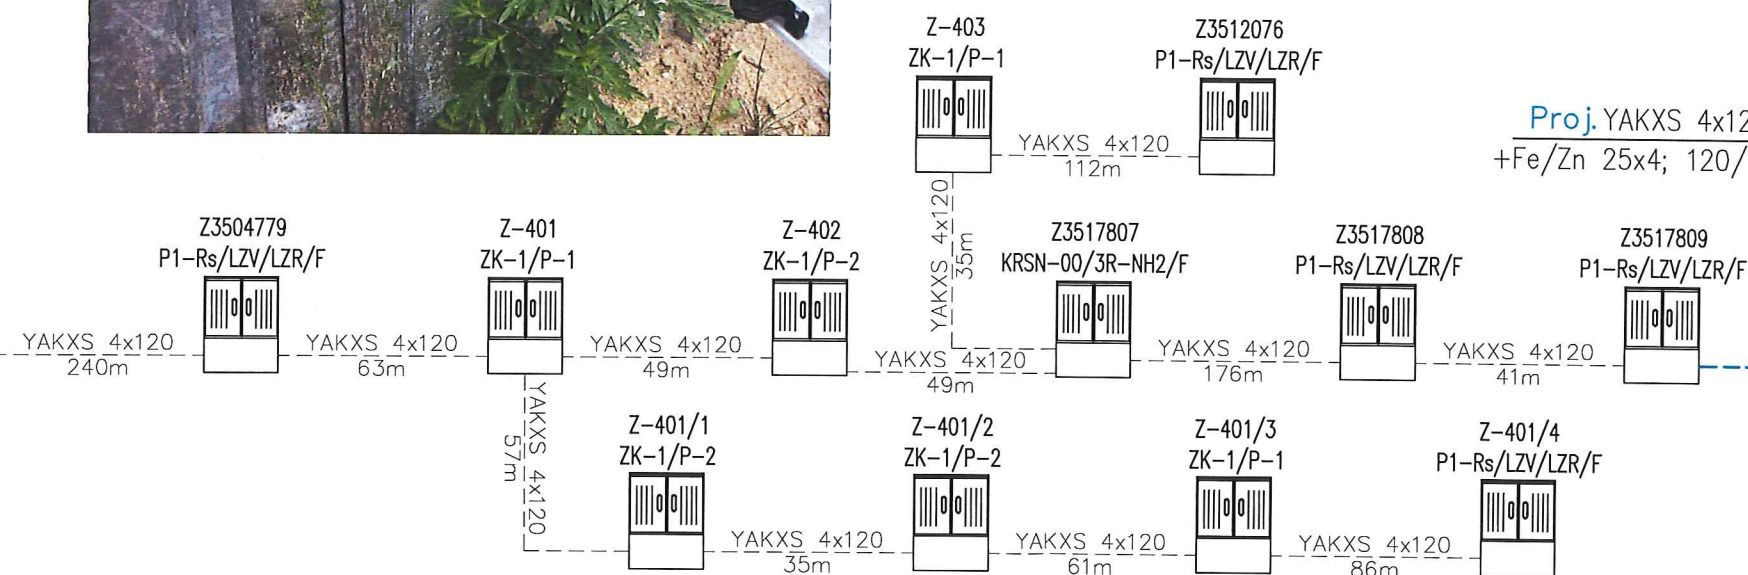 Z-403
ZK-1/P-1
Z3512076
P1-Rs/LZV/LZR/F
YAKXS 4x120
112m
Proj. YAKXS 4x12
+Fe/Zn 25x4; 120/
YAKXS 4x120
35m
Z3504779
P1-Rs/LZV/LZR/F
Z-401
ZK-1/P-1
Z-402
ZK-1/P-2
Z3517807
KRSN-00/3R-NH2/F
Z3517808
P1-Rs/LZV/LZR/F
Z3517809
P1-Rs/LZV/LZR/F
YAKXS 4x120
240m
YAKXS 4x120
63m
YAKXS 4x120
49m
YAKXS 4x120
49m
YAKXS 4x120
176m
YAKXS 4x120
41m
YAKXS 4x120
57m
Z-401/1
ZK-1/P-2
Z-401/2
ZK-1/P-2
Z-401/3
ZK-1/P-1
Z-401/4
P1-Rs/LZV/LZR/F
YAKXS 4x120
35m
YAKXS 4x120
61m
YAKXS 4x120
86m